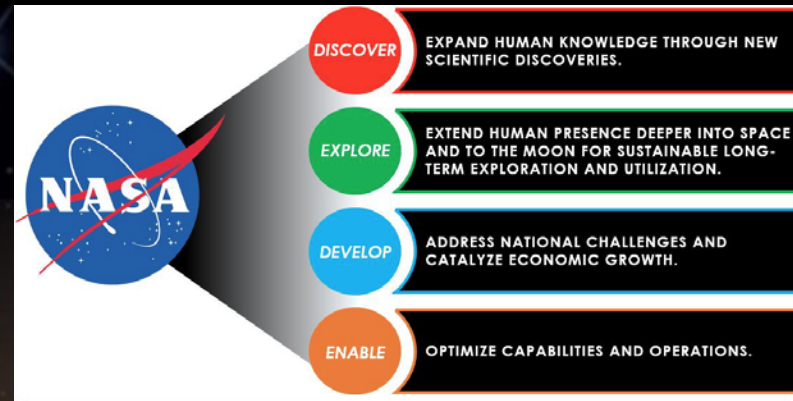 NASA
DISCOVER
EXPAND HUMAN KNOWLEDGE THROUGH NEW
SCIENTIFIC DISCOVERIES.
EXPLORE
EXTEND HUMAN PRESENCE DEEPER INTO SPACE
AND TO THE MOON FOR SUSTAINABLE LONG-
TERM EXPLORATION AND UTILIZATION.
DEVELOP
ADDRESS NATIONAL CHALLENGES AND
CATALYZE ECONOMIC GROWTH.
ENABLE
OPTIMIZE CAPABILITIES AND OPERATIONS.